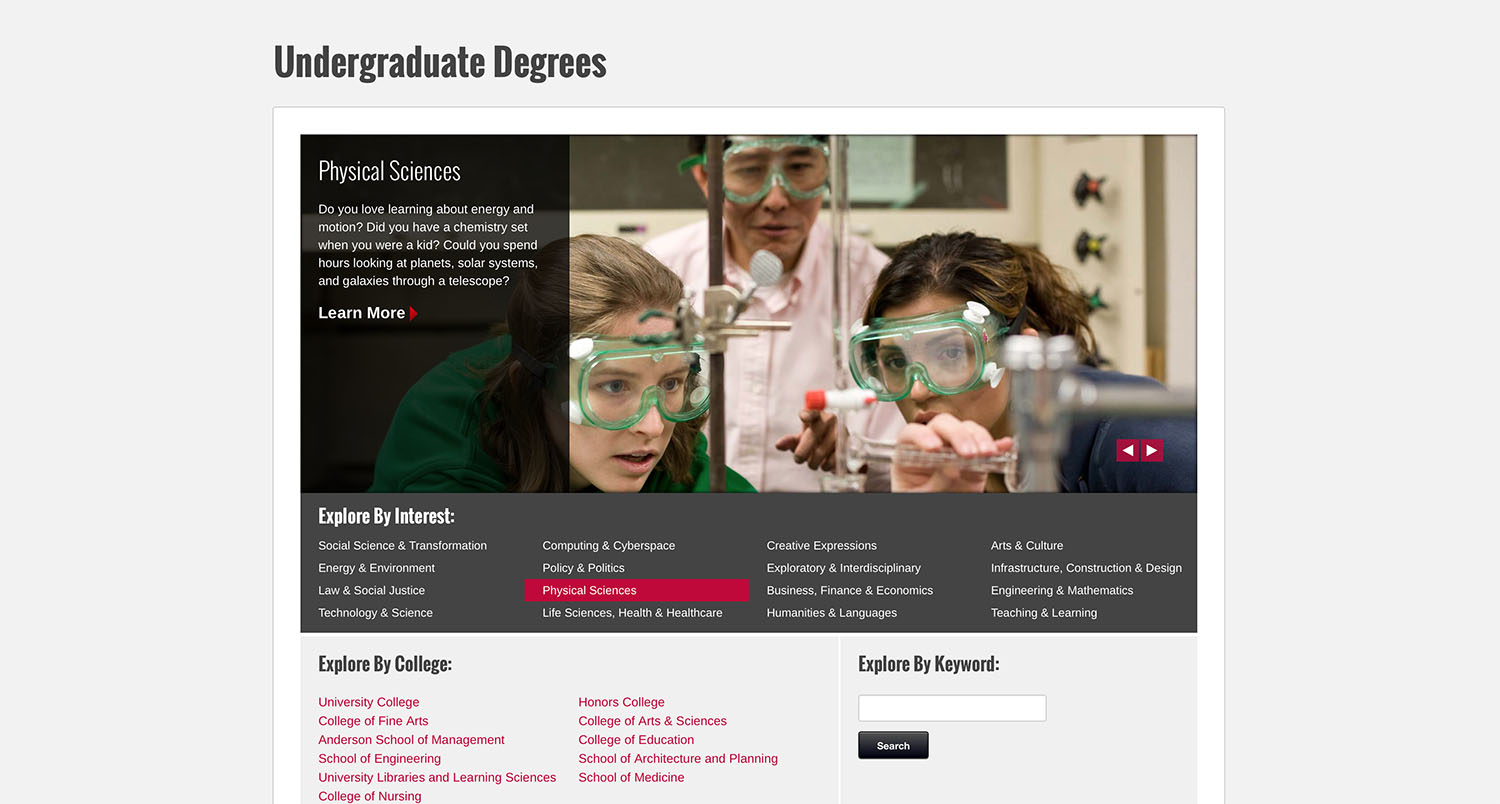 Undergraduate Degrees
Physical Sciences
Do you love learning about energy and
motion? Did you have a chemistry set
when you were a kid? Could you spend
hours looking at planets, solar systems,
and galaxies through a telescope?
Learn More
Explore By Interest:
Social Science & Transformation
Energy & Environment
Law & Social Justice
Technology & Science
Computing & Cyberspace
Policy & Politics
Physical Sciences
Life Sciences, Health & Healthcare
Creative Expressions
Exploratory & Interdisciplinary
Business, Finance & Economics
Humanities & Languages
Arts & Culture
Infrastructure, Construction & Design
Engineering & Mathematics
Teaching & Learning
Explore By College:
University College
College of Fine Arts
Anderson School of Management
School of Engineering
University Libraries and Learning Sciences
College of Nursing
Honors College
College of Arts & Sciences
College of Education
School of Architecture and Planning
School of Medicine
Explore By Keyword:
Search